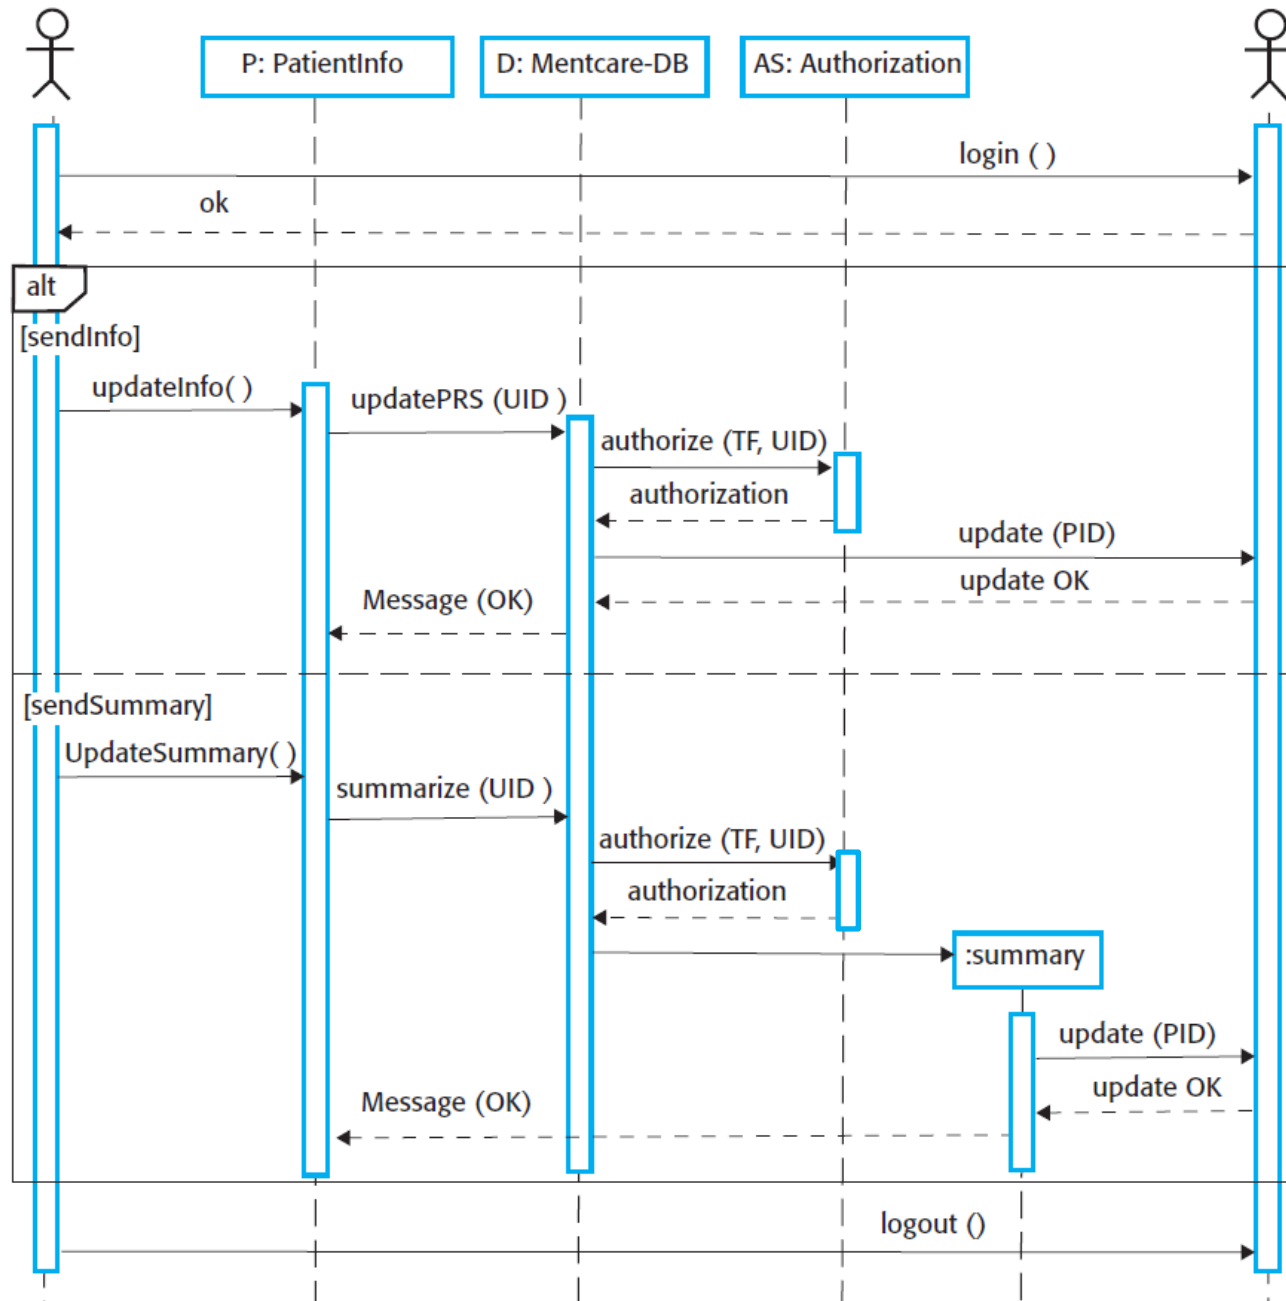 P: PatientInfo
D: Mentcare-DB
AS: Authorization
login ( )
ok
alt
[sendInfo]
updateInfo( )
updatePRS (UID )
authorize (TF, UID)
authorization
update (PID)
update OK
Message (OK)
[sendSummary]
UpdateSummary( )
summarize (UID )
authorize (TF, UID)
authorization
:summary
update (PID)
update OK
Message (OK)
logout ()